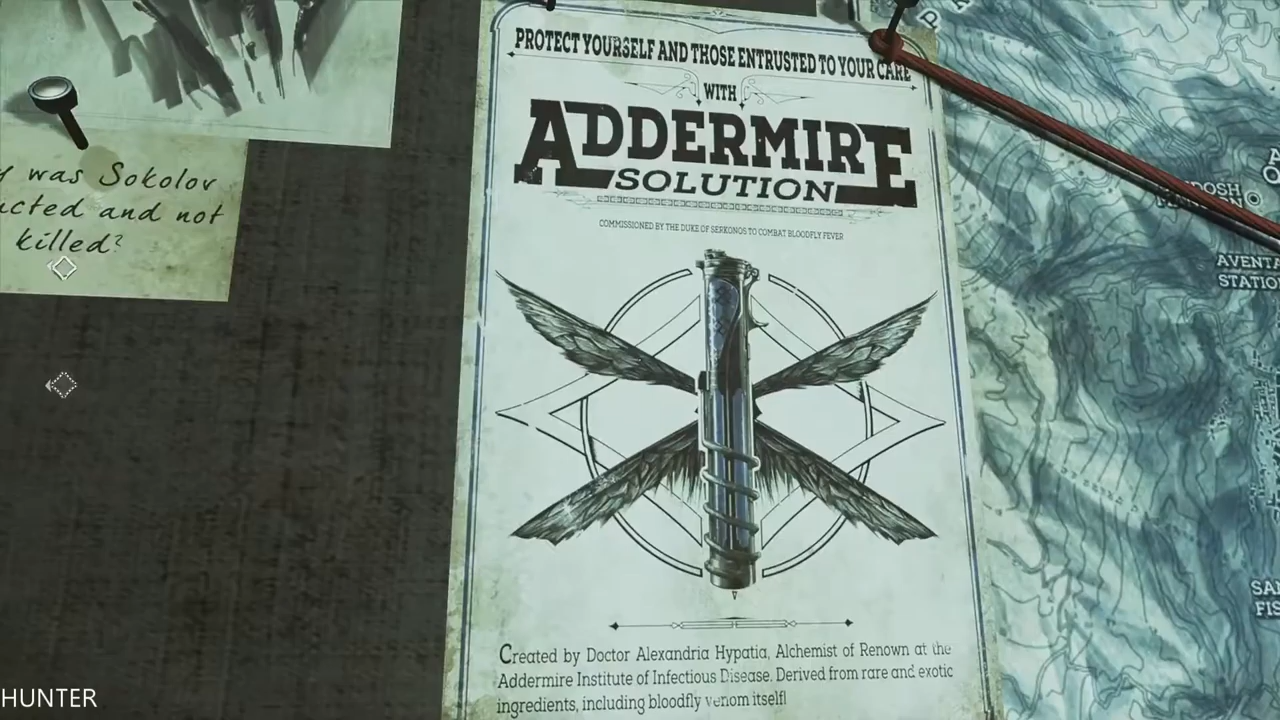 PROTECT YOURSELF AND THOSE ENTRUSTED TO YOUR CARE
WITH
ADDERMIRE
SOLUTION
COMMISSIONED BY THE DUKE OF SERKONOS TO COMBAT BLOODFLY FEVER
Created by Doctor Alexandria Hypatia, Alchemist of Renown at the
Addermire Institute of Infectious Disease. Derived from rare and exotic
ingredients, including bloodfly venom itself!
was Sokolov
and not
killed?
HUNTER
STATION